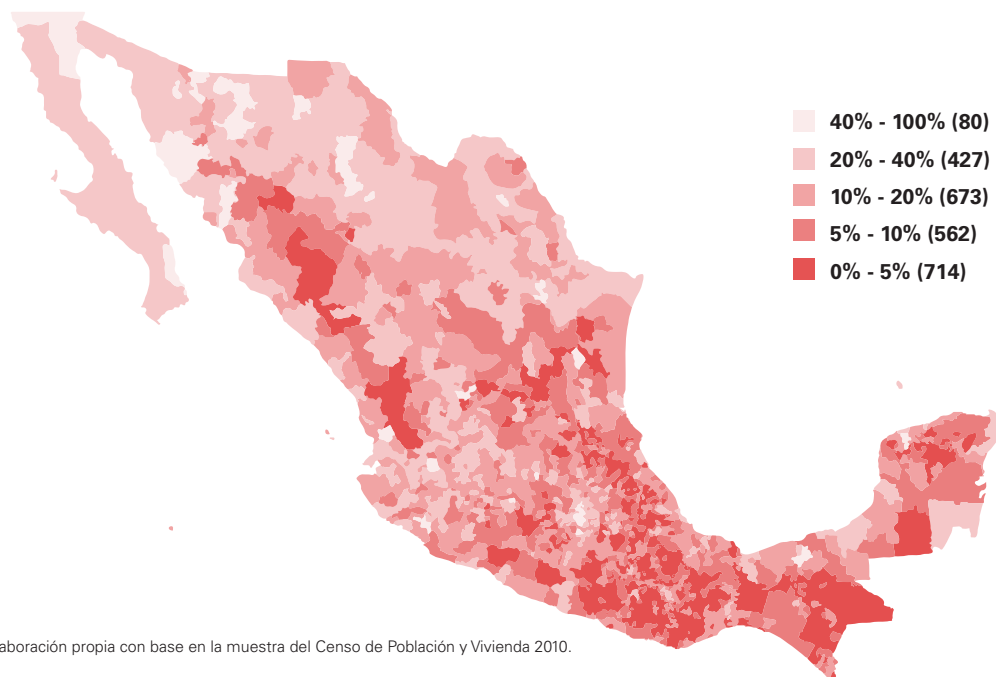 40% - 100% (80)
20% - 40% (427)
10% - 20% (673)
5% - 10% (562)
0% - 5% (714)
aboración propia con base en la muestra del Censo de Población y Vivienda 2010.